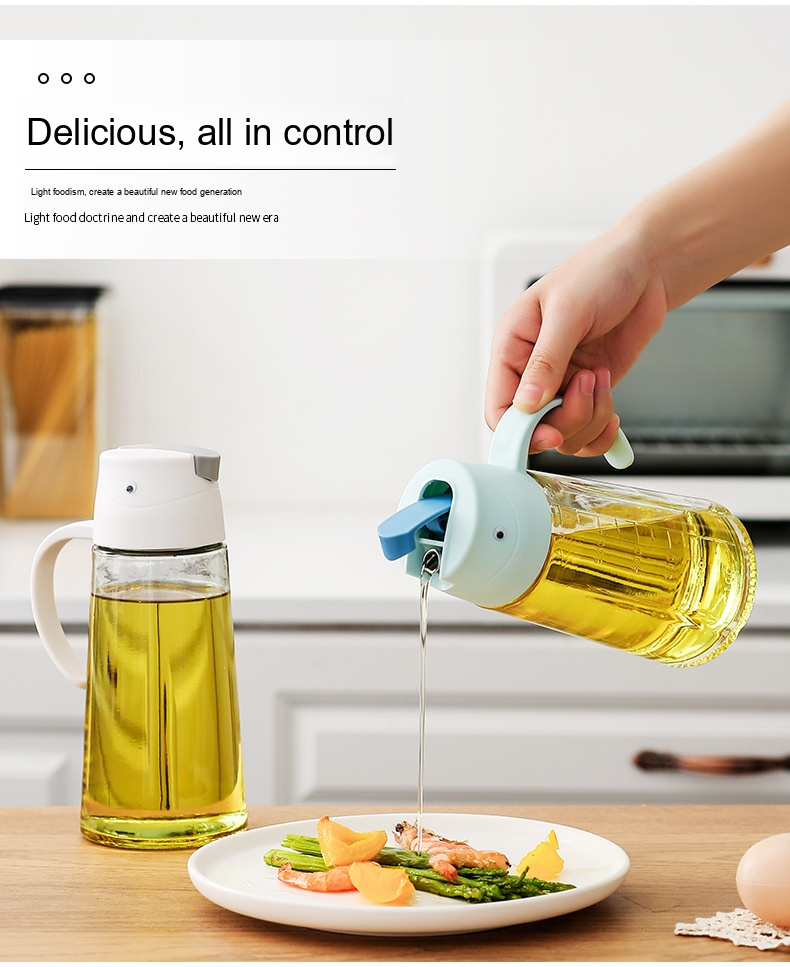 Delicious, all in control
Light foodism, create a beautiful new food generation
Light food doctrine and create a beautiful new era